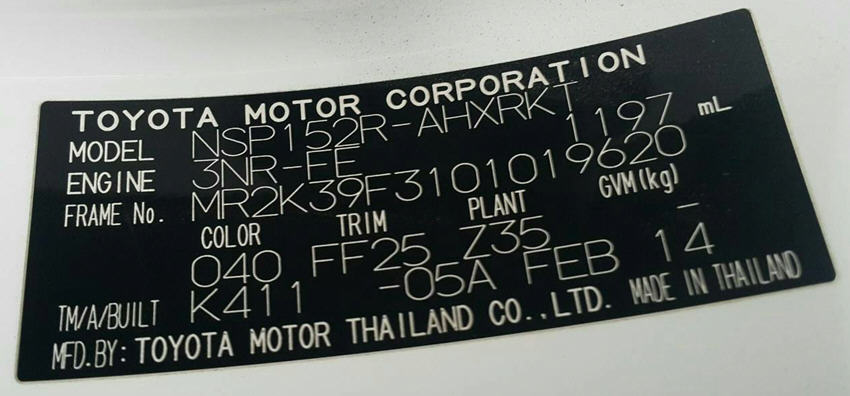 TOYOTA MOTOR CORPORATION
MODEL NSP152R-AHXRKT
ENGINE 3NR-FE 1197 mL
FRAME No. MR2K39F3101019620
COLOR TRIM PLANT GVM(kg)
040 FF25 Z35 -
TM/A/BUILT K411 -05A FEB 14
MFD.BY: TOYOTA MOTOR THAILAND CO.,LTD. MADE IN THAILAND